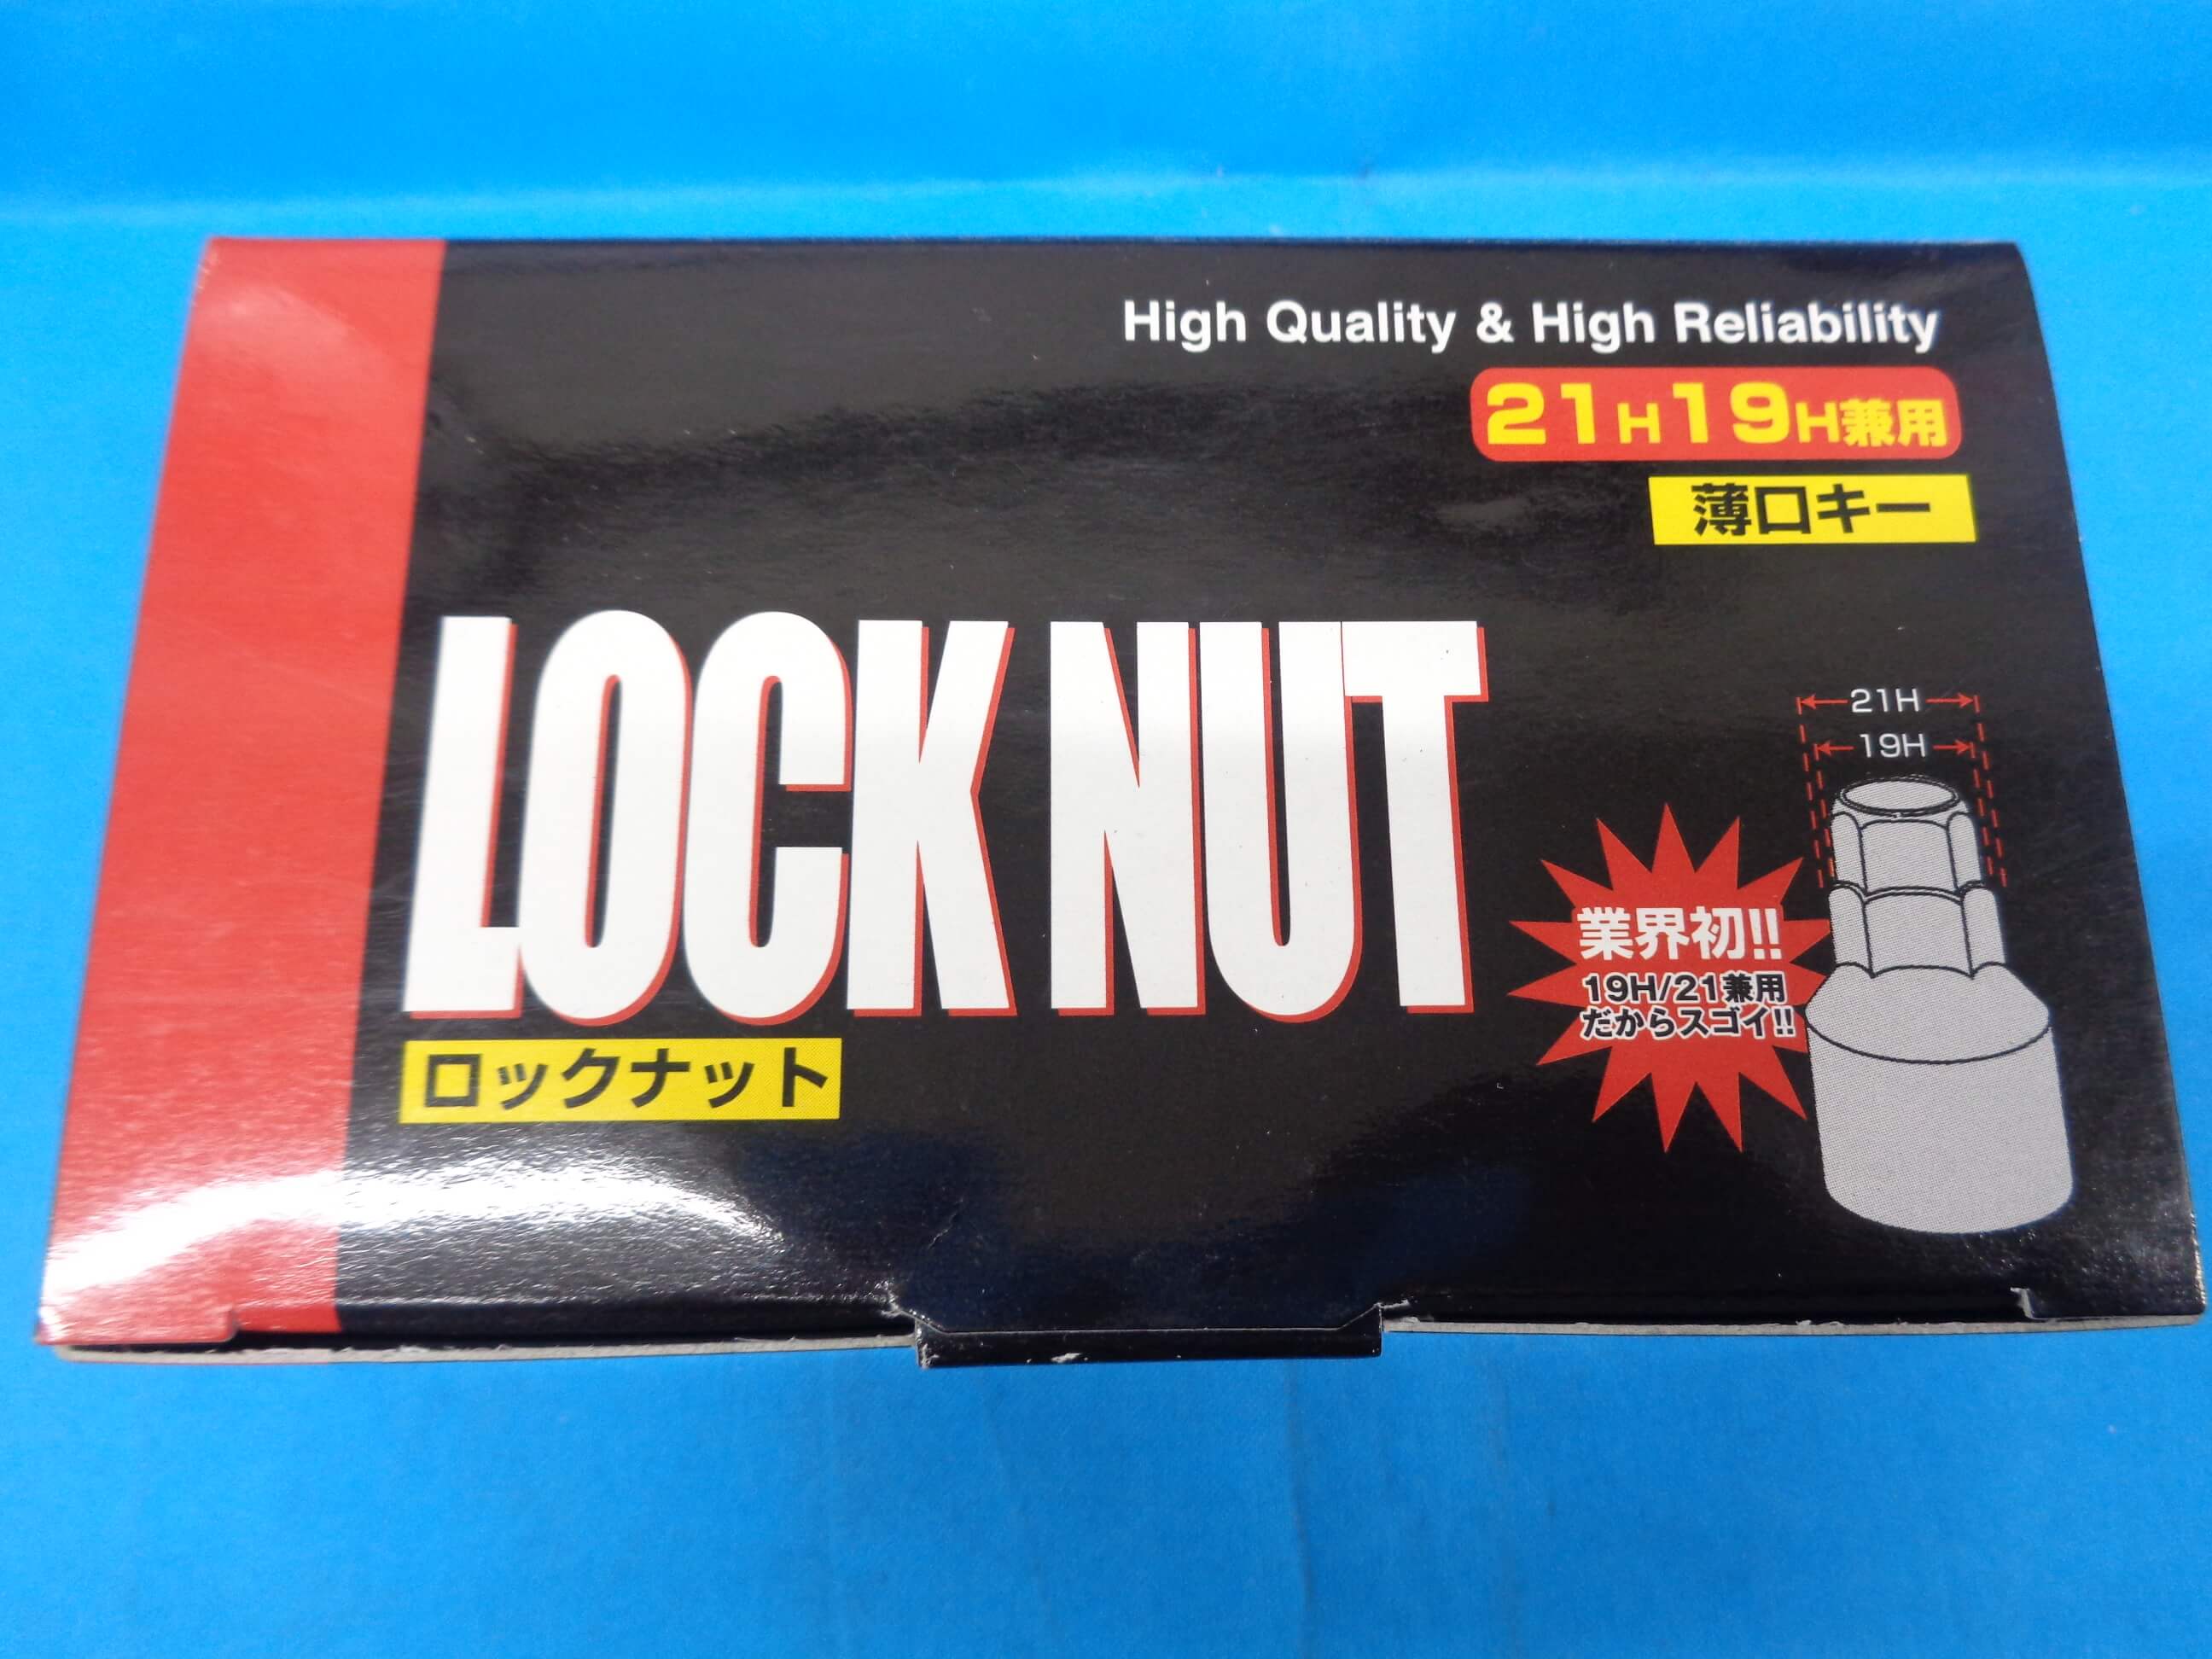 High Quality & High Reliability
21H19H兼用
薄口キー
LOCK NUT
ロックナット
21H
19H
業界初!!
19H/21兼用
だからスゴイ!!